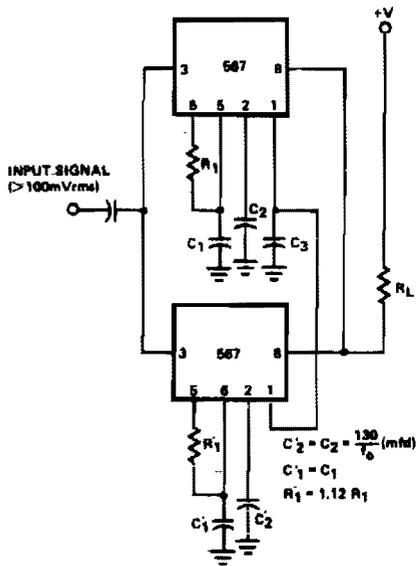 +V
3
567
8
6
5
2
1
R1
INPUT SIGNAL
(>100mVrms)
C1
C2
C3
RL
3
567
8
5
6
2
1
R'1
C'1
C'2
C'2 = C2 = 130/fo (mfd)
C'1 = C1
R'1 = 1.12 R1